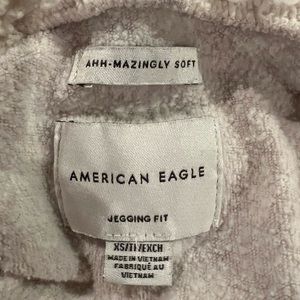 AHH-MAZINGLY SOFT
AMERICAN EAGLE
JEGGING FIT
XS/TP/EXCH
MADE IN VIETNAM
FABRIQUÉ AU
VIETNAM